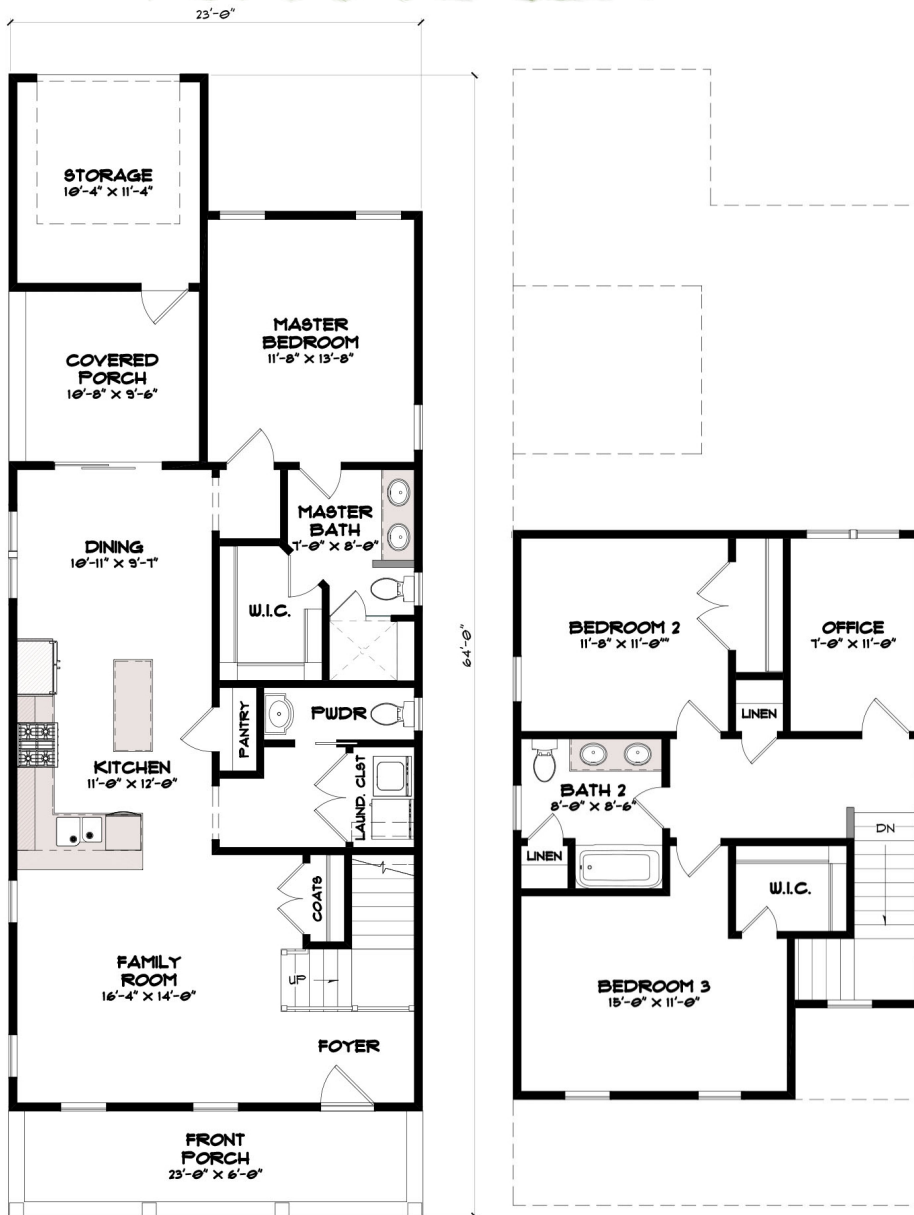 23'-0"
STORAGE
10'-4" X 11'-4"
MASTER
BEDROOM
11'-8" X 13'-8"
COVERED
PORCH
10'-8" X 9'-6"
MASTER
BATH
7'-0" X 8'-0"
DINING
10'-11" X 9'-7"
W.I.C.
64'-0"
PANTRY
PWDR
KITCHEN
11'-0" X 12'-0"
LAUND. CLST
COATS
UP
FAMILY
ROOM
16'-4" X 14'-0"
FOYER
FRONT
PORCH
23'-0" X 6'-0"
BEDROOM 2
11'-8" X 11'-0""
OFFICE
7'-0" X 11'-0"
LINEN
BATH 2
8'-0" X 8'-6"
LINEN
DN
W.I.C.
BEDROOM 3
15'-0" X 11'-0"